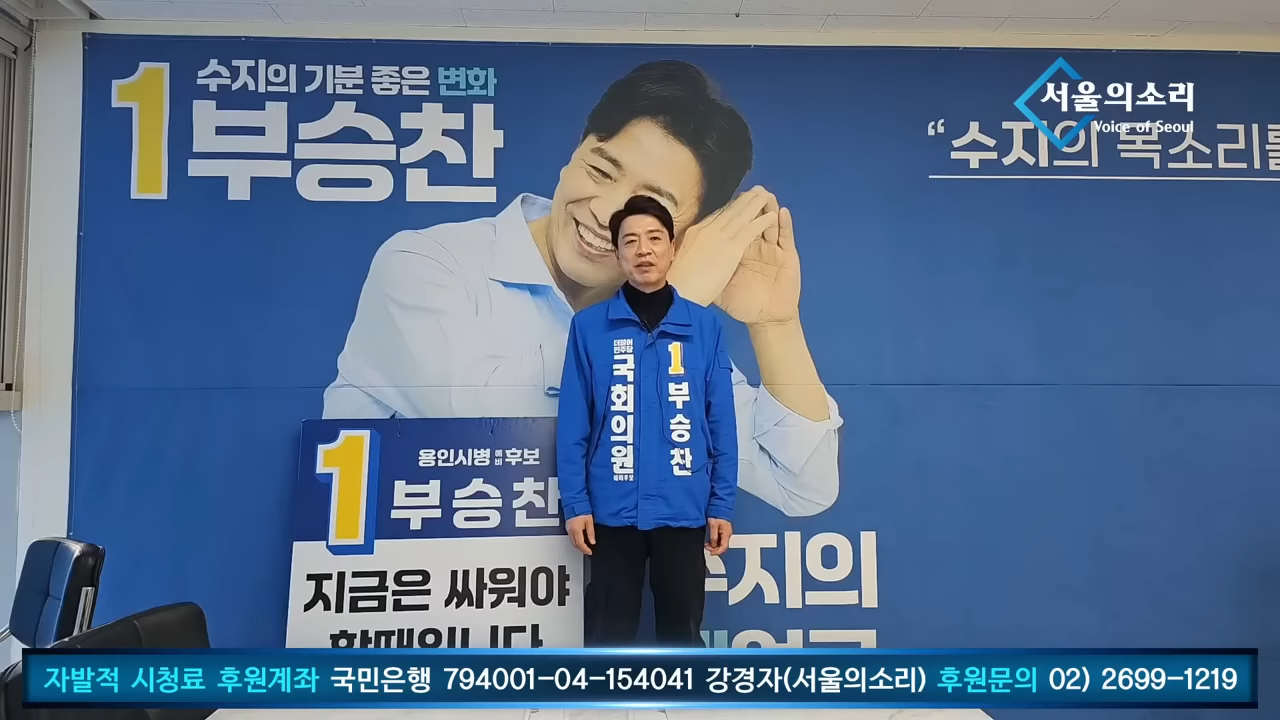 1
수지의 기분 좋은 변화
부승찬
서울의소리
Voice of Seoul
“수지의 목소리를
더불어
민주당
국회의원
예비후보
1
부승찬
1
용인시병 예비 후보
부승찬
지금은 싸워야
할때입니다
수지의
자발적 시청료 후원계좌 국민은행 794001-04-154041 강경자(서울의소리) 후원문의 02) 2699-1219